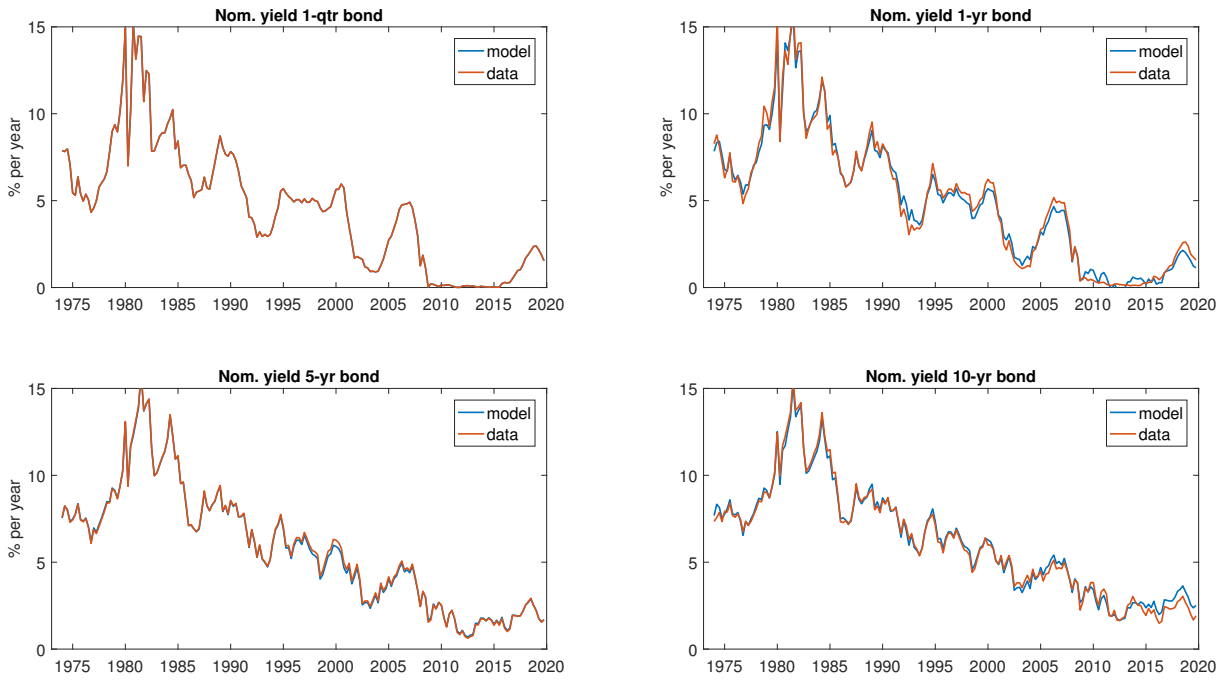 Nom. yield 1-qtr bond
15
10
5
0
% per year
model
data
1975 1980 1985 1990 1995 2000 2005 2010 2015 2020
Nom. yield 1-yr bond
15
10
5
0
% per year
model
data
1975 1980 1985 1990 1995 2000 2005 2010 2015 2020
Nom. yield 5-yr bond
15
10
5
0
% per year
model
data
1975 1980 1985 1990 1995 2000 2005 2010 2015 2020
Nom. yield 10-yr bond
15
10
5
0
% per year
model
data
1975 1980 1985 1990 1995 2000 2005 2010 2015 2020